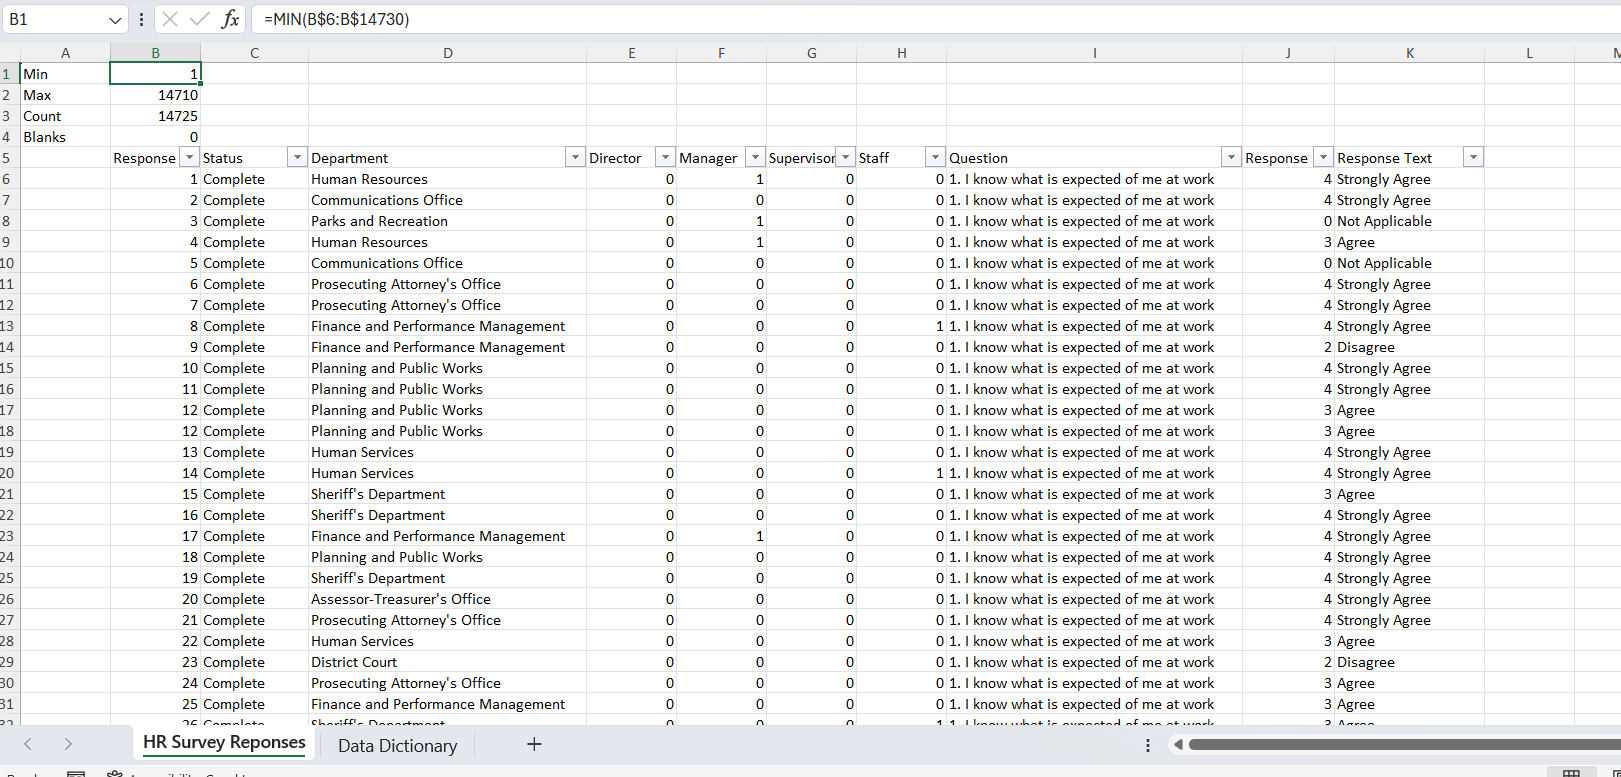 B1 fx =MIN(B$6:B$14730)
A B C D E F G H I J K L
1 Min 1
2 Max 14710
3 Count 14725
4 Blanks 0
5 Response Status Department Director Manager Supervisor Staff Question Response Response Text
6 1 Complete Human Resources 0 1 0 0 1. I know what is expected of me at work 4 Strongly Agree
7 2 Complete Communications Office 0 0 0 0 1. I know what is expected of me at work 4 Strongly Agree
8 3 Complete Parks and Recreation 0 1 0 0 1. I know what is expected of me at work 0 Not Applicable
9 4 Complete Human Resources 0 1 0 0 1. I know what is expected of me at work 3 Agree
10 5 Complete Communications Office 0 0 0 0 1. I know what is expected of me at work 0 Not Applicable
11 6 Complete Prosecuting Attorney's Office 0 0 0 0 1. I know what is expected of me at work 4 Strongly Agree
12 7 Complete Prosecuting Attorney's Office 0 0 0 0 1. I know what is expected of me at work 4 Strongly Agree
13 8 Complete Finance and Performance Management 0 0 0 1 1. I know what is expected of me at work 4 Strongly Agree
14 9 Complete Finance and Performance Management 0 0 0 0 1. I know what is expected of me at work 2 Disagree
15 10 Complete Planning and Public Works 0 0 0 0 1. I know what is expected of me at work 4 Strongly Agree
16 11 Complete Planning and Public Works 0 0 0 0 1. I know what is expected of me at work 4 Strongly Agree
17 12 Complete Planning and Public Works 0 0 0 0 1. I know what is expected of me at work 3 Agree
18 12 Complete Planning and Public Works 0 0 0 0 1. I know what is expected of me at work 3 Agree
19 13 Complete Human Services 0 0 0 0 1. I know what is expected of me at work 4 Strongly Agree
20 14 Complete Human Services 0 0 0 1 1. I know what is expected of me at work 4 Strongly Agree
21 15 Complete Sheriff's Department 0 0 0 0 1. I know what is expected of me at work 3 Agree
22 16 Complete Sheriff's Department 0 0 0 0 1. I know what is expected of me at work 4 Strongly Agree
23 17 Complete Finance and Performance Management 0 1 0 0 1. I know what is expected of me at work 4 Strongly Agree
24 18 Complete Planning and Public Works 0 0 0 0 1. I know what is expected of me at work 4 Strongly Agree
25 19 Complete Sheriff's Department 0 0 0 0 1. I know what is expected of me at work 4 Strongly Agree
26 20 Complete Assessor-Treasurer's Office 0 0 0 0 1. I know what is expected of me at work 4 Strongly Agree
27 21 Complete Prosecuting Attorney's Office 0 0 0 0 1. I know what is expected of me at work 4 Strongly Agree
28 22 Complete Human Services 0 0 0 0 1. I know what is expected of me at work 3 Agree
29 23 Complete District Court 0 0 0 0 1. I know what is expected of me at work 2 Disagree
30 24 Complete Prosecuting Attorney's Office 0 0 0 0 1. I know what is expected of me at work 3 Agree
31 25 Complete Finance and Performance Management 0 0 0 0 1. I know what is expected of me at work 3 Agree
32 26 Complete Sheriff's Department 0 0 0 1 1. I know what is expected of me at work 3 Agree
HR Survey Reponses Data Dictionary